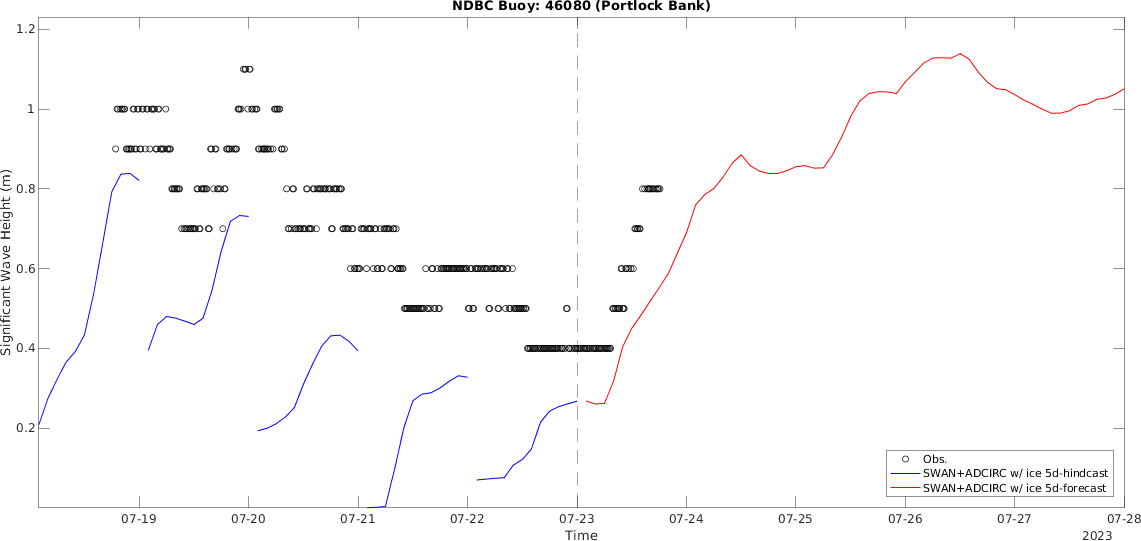 NDBC Buoy: 46080 (Portlock Bank)
1.2
1
0.8
0.6
0.4
0.2
Significant Wave Height (m)
Obs.
SWAN+ADCIRC w/ ice 5d-hindcast
SWAN+ADCIRC w/ ice 5d-forecast
07-19 07-20 07-21 07-22 07-23 07-24 07-25 07-26 07-27 07-28
Time
2023